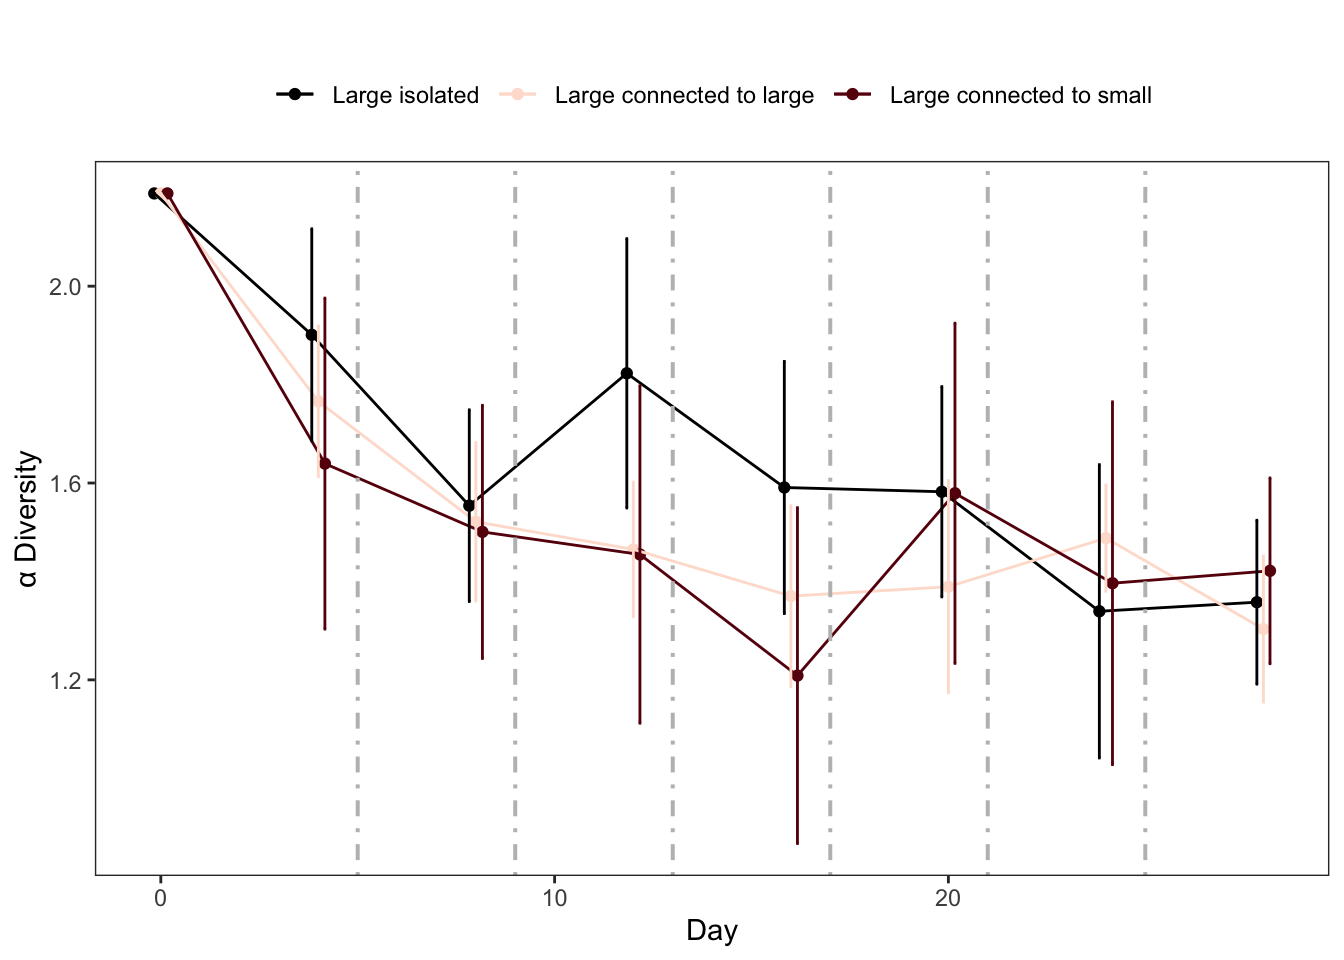 Large isolated Large connected to large Large connected to small
2.0
1.6
1.2
α Diversity
0 10 20
Day